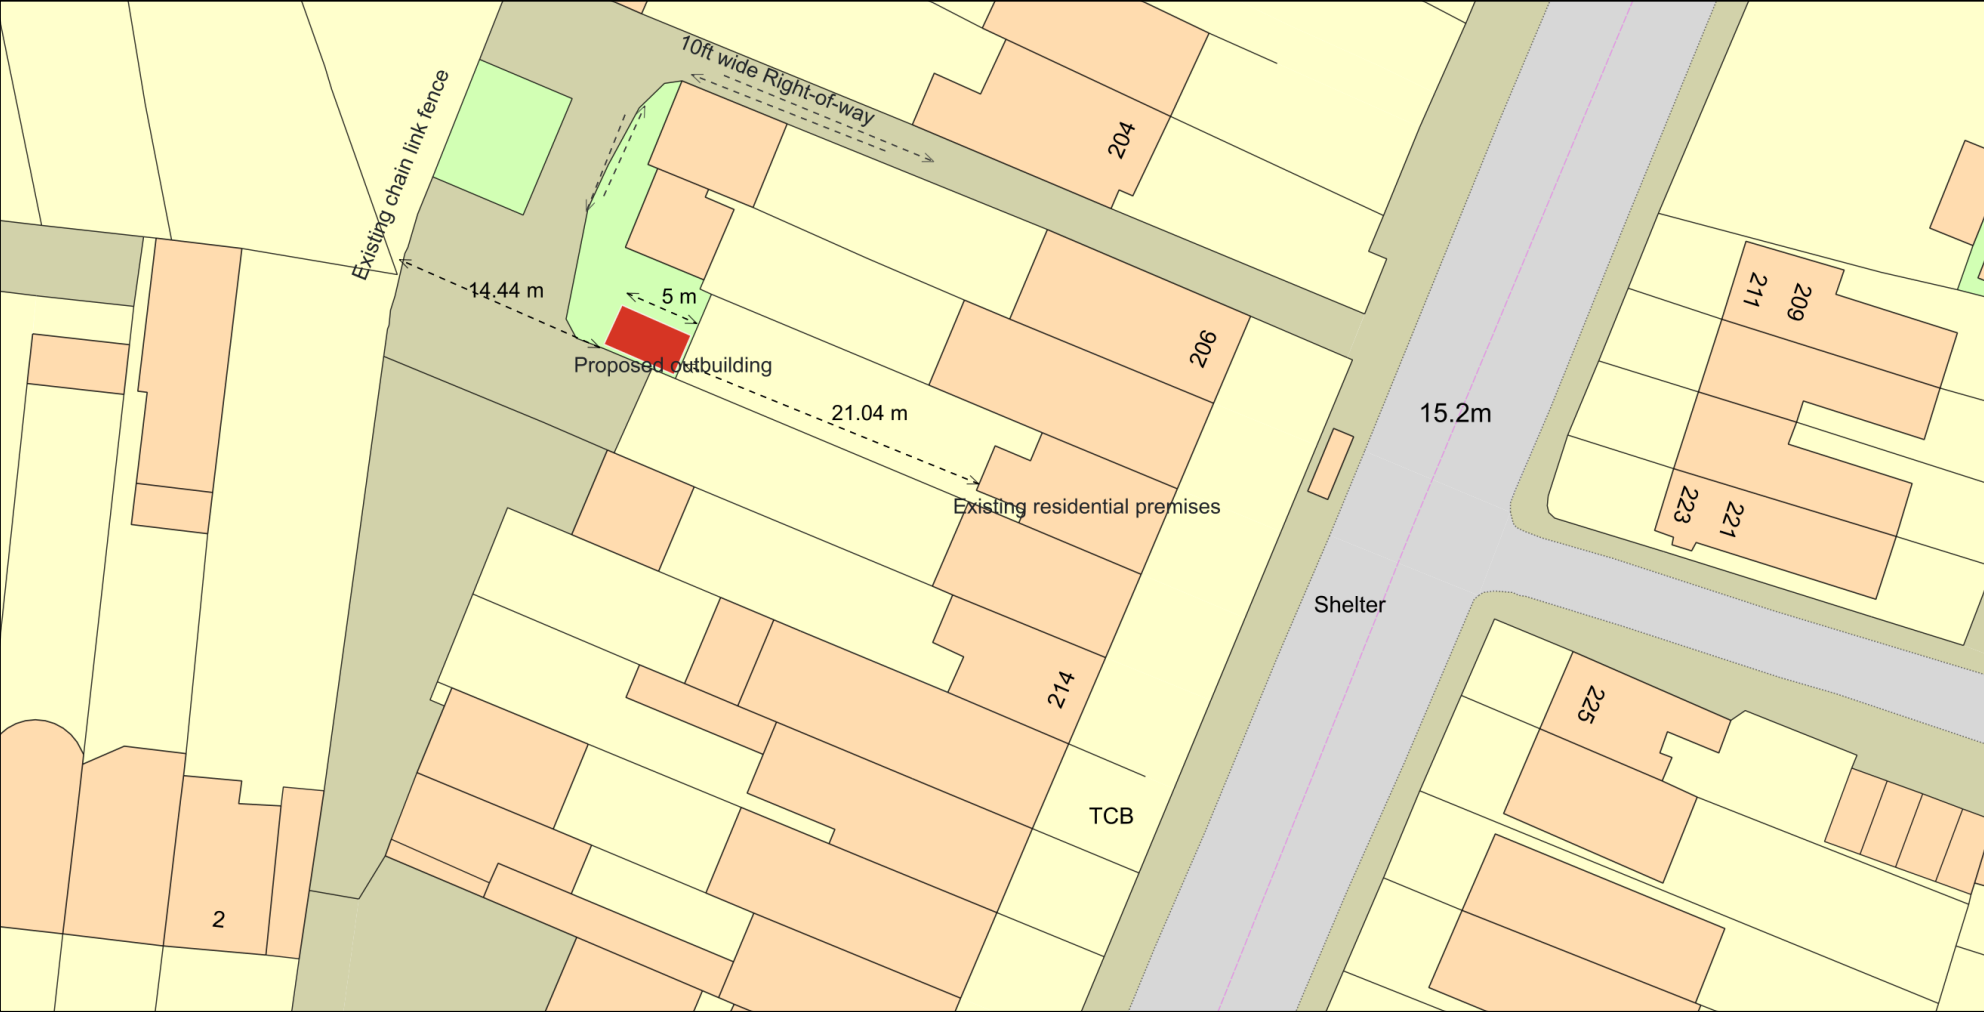 10ft wide Right-of-way
Existing chain link fence
204
14.44 m
5 m
211
209
206
Proposed outbuilding
21.04 m
15.2m
Existing residential premises
223
221
Shelter
214
225
TCB
2